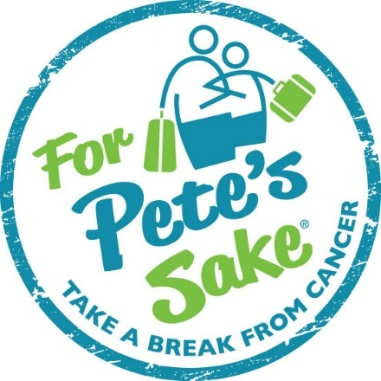 For
Pete's
Sake®
TAKE A BREAK FROM CANCER